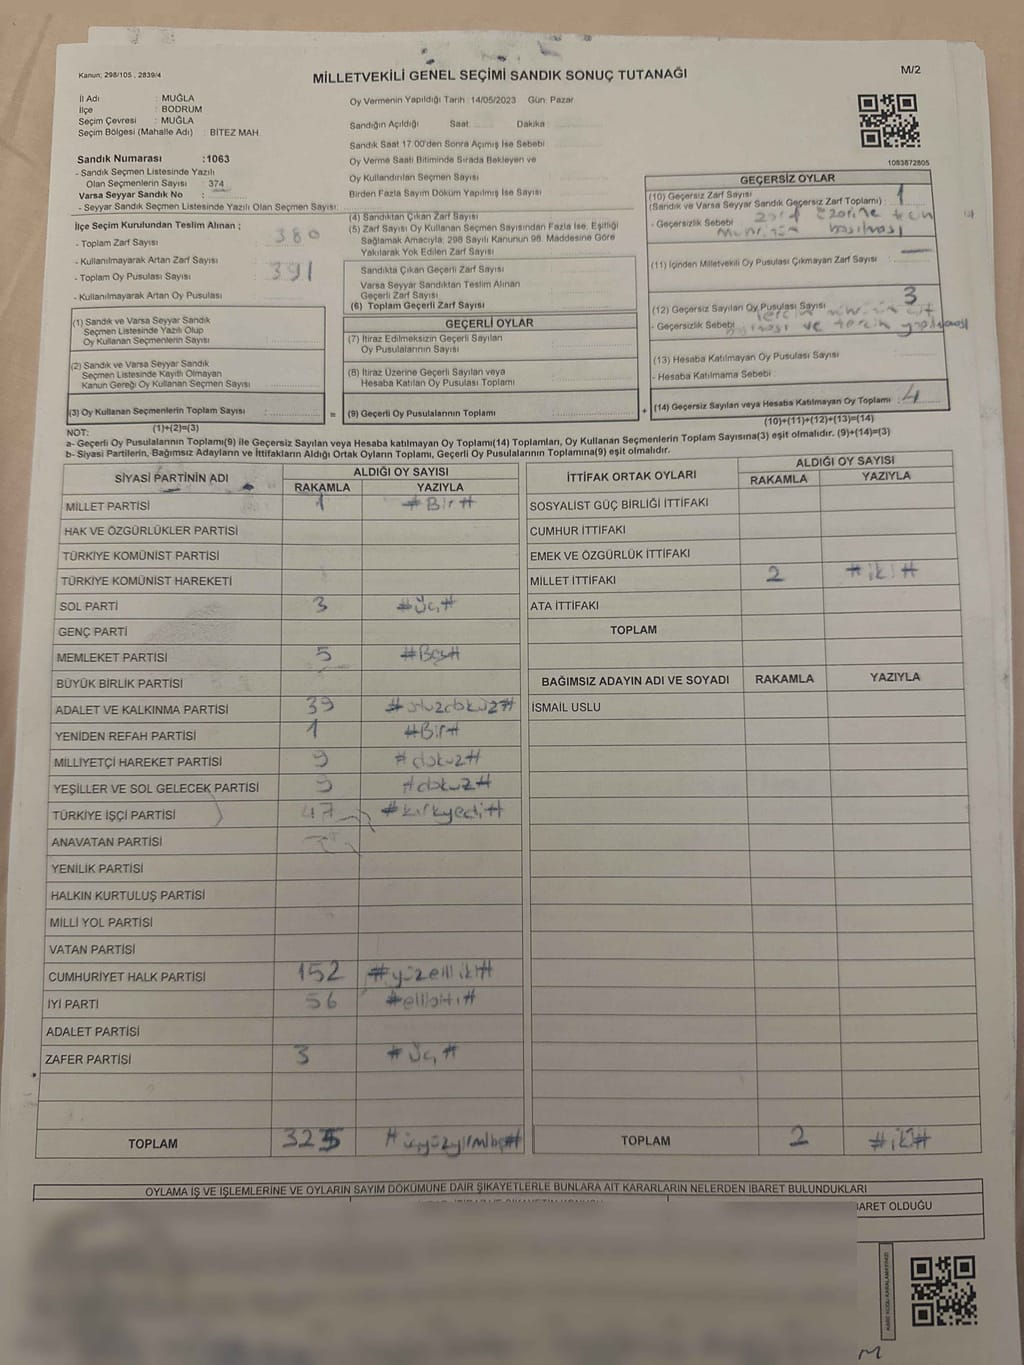 Kanun; 298/105 , 2839/4
MİLLETVEKİLİ GENEL SEÇİMİ SANDIK SONUÇ TUTANAĞI
M/2
İl Adı : MUĞLA
İlçe : BODRUM
Seçim Çevresi : MUĞLA
Seçim Bölgesi (Mahalle Adı) : BİTEZ MAH.
Sandık Numarası :1063
- Sandık Seçmen Listesinde Yazılı
Olan Seçmenlerin Sayısı 374
Varsa Seyyar Sandık No :
- Seyyar Sandık Seçmen Listesinde Yazılı Olan Seçmen Sayısı:
İlçe Seçim Kurulundan Teslim Alınan ;
- Toplam Zarf Sayısı 380
- Kullanılmayarak Artan Zarf Sayısı
- Toplam Oy Pusulası Sayısı 391
- Kullanılmayarak Artan Oy Pusulası
(1) Sandık ve Varsa Seyyar Sandık
Seçmen Listesinde Yazılı Olup
Oy Kullanan Seçmenlerin Sayısı
(2) Sandık ve Varsa Seyyar Sandık
Seçmen Listesinde Kayıtlı Olmayan
Kanun Gereği Oy Kullanan Seçmen Sayısı
(3) Oy Kullanan Seçmenlerin Toplam Sayısı
(1)+(2)=(3)
Oy Vermenin Yapıldığı Tarih :14/05/2023 Gün: Pazar
Sandığın Açıldığı Saat: Dakika:
Sandık Saat 17.00'den Sonra Açımış İse Sebebi
Oy Verme Saati Bitiminde Sırada Bekleyen ve
Oy Kullandırılan Seçmen Sayısı
Birden Fazla Sayım Döküm Yapılmış İse Sayısı
(4) Sandıktan Çıkan Zarf Sayısı
(5) Zarf Sayısı Oy Kullanan Seçmen Sayısından Fazla İse, Eşitliği
Sağlamak Amacıyla, 298 Sayılı Kanunun 98. Maddesine Göre
Yakılarak Yok Edilen Zarf Sayısı
Sandıkta Çıkan Geçerli Zarf Sayısı
Varsa Seyyar Sandıktan Teslim Alınan
Geçerli Zarf Sayısı
(6) Toplam Geçerli Zarf Sayısı
GEÇERLİ OYLAR
(7) İtiraz Edilmeksizin Geçerli Sayılan
Oy Pusulalarının Sayısı
(8) İtiraz Üzerine Geçerli Sayılan veya
Hesaba Katılan Oy Pusulası Toplamı
= (9) Geçerli Oy Pusulalarının Toplamı +
1083872805
GEÇERSİZ OYLAR
(10) Geçersiz Zarf Sayısı
(Sandık ve Varsa Seyyar Sandık Geçersiz Zarf Toplamı) : 1
- Geçersizlik Sebebi : zarf üzerine
basılması
(11) İçinden Milletvekili Oy Pusulası Çıkmayan Zarf Sayısı —
(12) Geçersiz Sayılan Oy Pusulası Sayısı 3
- Geçersizlik Sebebi ve tercih
(13) Hesaba Katılmayan Oy Pusulası Sayısı
- Hesaba Katılmama Sebebi
(14) Geçersiz Sayılan veya Hesaba Katılmayan Oy Toplamı : 4
(10)+(11)+(12)+(13)=(14)
NOT:
a- Geçerli Oy Pusulalarının Toplamı(9) ile Geçersiz Sayılan veya Hesaba katılmayan Oy Toplamı(14) Toplamları, Oy Kullanan Seçmenlerin Toplam Sayısına(3) eşit olmalıdır. (9)+(14)=(3)
b- Siyasi Partilerin, Bağımsız Adayların ve İttifakların Aldığı Ortak Oyların Toplamı, Geçerli Oy Pusulalarının Toplamına(9) eşit olmalıdır.
SİYASİ PARTİNİN ADI ALDIĞI OY SAYISI
RAKAMLA YAZIYLA
MİLLET PARTİSİ 1 #Bir#
HAK VE ÖZGÜRLÜKLER PARTİSİ
TÜRKİYE KOMÜNİST PARTİSİ
TÜRKİYE KOMÜNİST HAREKETİ
SOL PARTİ 3 #Üç#
GENÇ PARTİ
MEMLEKET PARTİSİ 5 #Beş#
BÜYÜK BİRLİK PARTİSİ
ADALET VE KALKINMA PARTİSİ 39 #otuzdokuz#
YENİDEN REFAH PARTİSİ 1 #Bir#
MİLLİYETÇİ HAREKET PARTİSİ 9 #dokuz#
YEŞİLLER VE SOL GELECEK PARTİSİ 9 #dokuz#
TÜRKİYE İŞÇİ PARTİSİ 47 #kırkyedi#
ANAVATAN PARTİSİ
YENİLİK PARTİSİ
HALKIN KURTULUŞ PARTİSİ
MİLLİ YOL PARTİSİ
VATAN PARTİSİ
CUMHURİYET HALK PARTİSİ 152 #yüzelliiki#
İYİ PARTİ 56 #ellialtı#
ADALET PARTİSİ
ZAFER PARTİSİ 3 #Üç#
TOPLAM 325 #üçyüzyirmibeş#
İTTİFAK ORTAK OYLARI ALDIĞI OY SAYISI
RAKAMLA YAZIYLA
SOSYALİST GÜÇ BİRLİĞİ İTTİFAKI
CUMHUR İTTİFAKI
EMEK VE ÖZGÜRLÜK İTTİFAKI
MİLLET İTTİFAKI 2 #iki#
ATA İTTİFAKI
TOPLAM
BAĞIMSIZ ADAYIN ADI VE SOYADI RAKAMLA YAZIYLA
İSMAİL USLU
TOPLAM 2 #iki#
OYLAMA İŞ VE İŞLEMLERİNE VE OYLARIN SAYIM DÖKÜMÜNE DAİR ŞİKAYETLERLE BUNLARA AİT KARARLARIN NELERDEN İBARET BULUNDUKLARI
BARET OLDUĞU